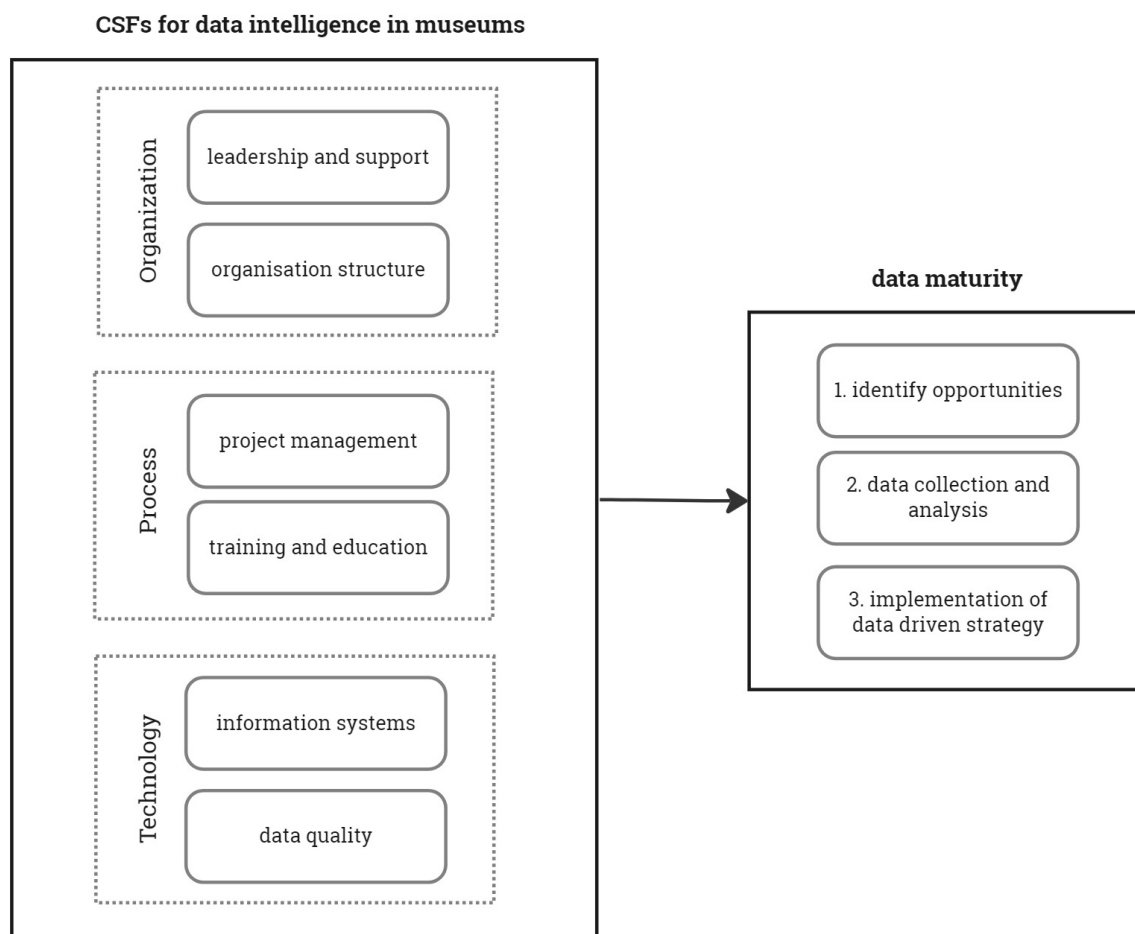 CSFs for data intelligence in museums
Organization
leadership and support
organisation structure
Process
project management
training and education
Technology
information systems
data quality
data maturity
1. identify opportunities
2. data collection and
analysis
3. implementation of
data driven strategy